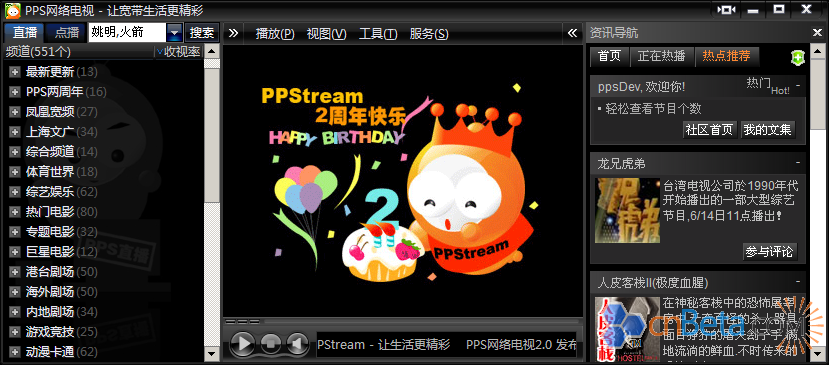 PPS网络电视 - 让宽带生活更精彩
直播 点播 姚明,火箭 搜索
播放(P) 视图(V) 工具(T) 服务(S)
频道(551个) 收视率
最新更新(13)
PPS两周年(16)
凤凰宽频(27)
上海文广(34)
综合频道(14)
体育世界(18)
综艺娱乐(62)
热门电影(80)
专题电影(32)
巨星电影(12)
港台剧场(50)
海外剧场(50)
内地剧场(34)
游戏竞技(25)
动漫卡通(62)
PPS直播
PPStream
2周年快乐
HAPPY BIRTHDAY
2
PPStream
PStream - 让生活更精彩 PPS网络电视2.0 发布
资讯导航
首页 正在热播 热点推荐
ppsDev, 欢迎你! 热门 Hot! -
• 轻松查看节目个数
社区首页 我的文集
龙兄虎弟 -
台湾电视公司於1990年代
开始播出的一部大型综艺
节目,6/14日11点播出!
参与评论
人皮客栈II(极度血腥) -
人皮客栈
HOSTEL
在神秘客栈中的恐怖屠宰
cnBeta
地流淌的鲜血.不时传来的